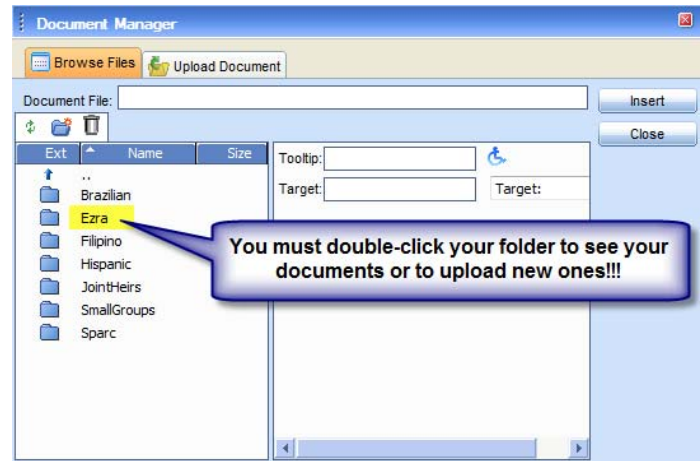 Document Manager
Browse Files Upload Document
Document File: Insert
Close
Ext Name Size
Tooltip:
Target: Target:
..
Brazilian
Ezra
Filipino
Hispanic
JointHeirs
SmallGroups
Sparc
You must double-click your folder to see your
documents or to upload new ones!!!